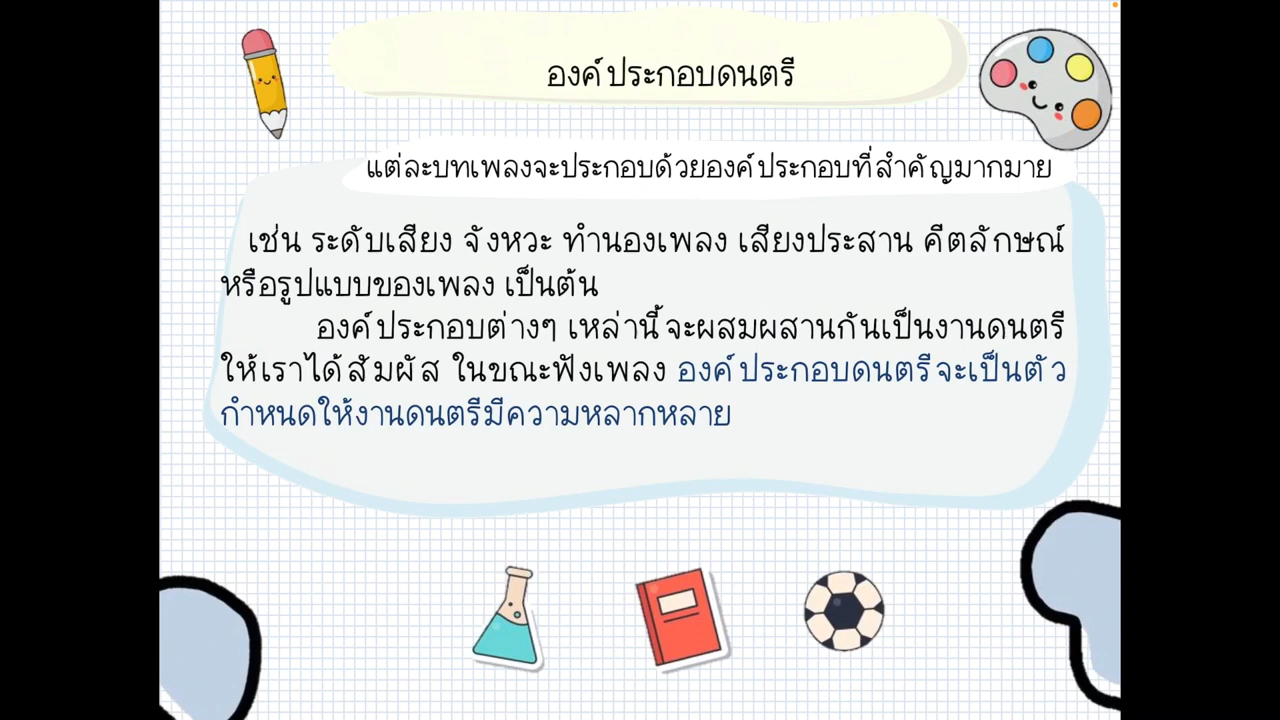 องค์ประกอบดนตรี
แต่ละบทเพลงจะประกอบด้วยองค์ประกอบที่สำคัญมากมาย
เช่น ระดับเสียง จังหวะ ทำนองเพลง เสียงประสาน คีตลักษณ์
หรือรูปแบบของเพลง เป็นต้น
องค์ประกอบต่างๆ เหล่านี้จะผสมผสานกันเป็นงานดนตรี
ให้เราได้สัมผัส ในขณะฟังเพลง องค์ประกอบดนตรีจะเป็นตัว
กำหนดให้งานดนตรีมีความหลากหลาย